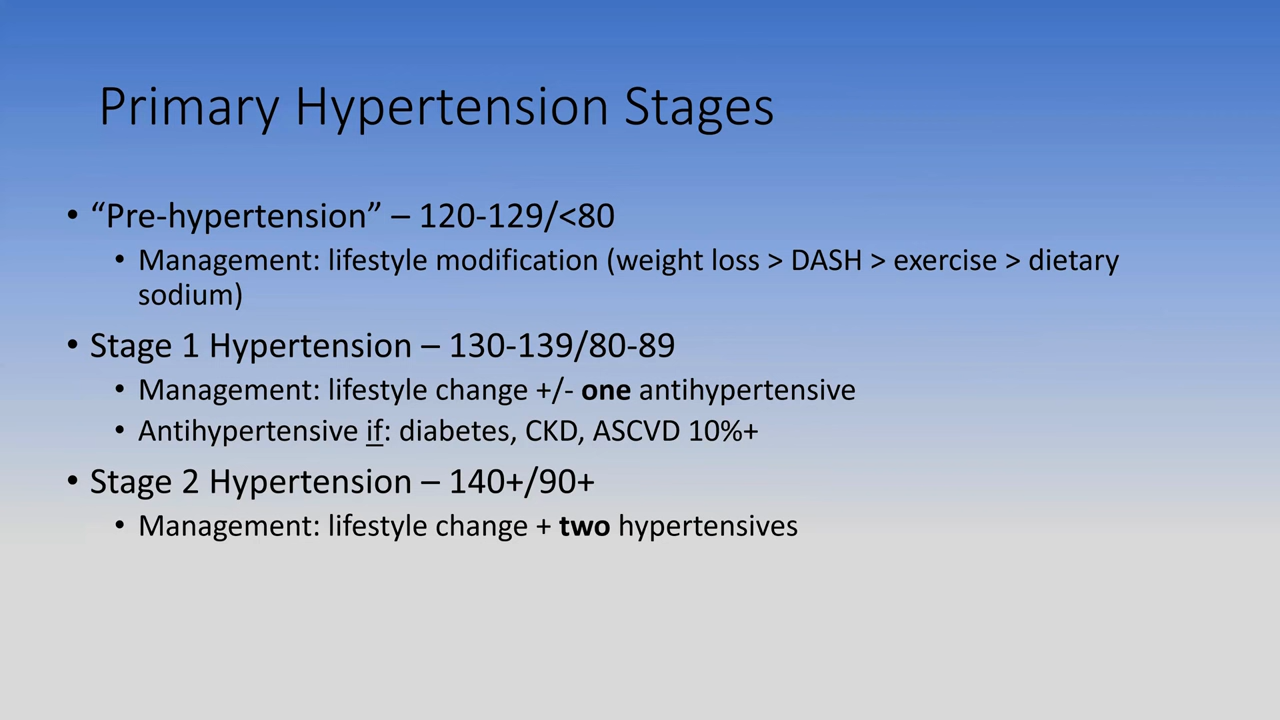 Primary Hypertension Stages
• “Pre-hypertension” – 120-129/<80
• Management: lifestyle modification (weight loss > DASH > exercise > dietary
sodium)
• Stage 1 Hypertension – 130-139/80-89
• Management: lifestyle change +/- one antihypertensive
• Antihypertensive if: diabetes, CKD, ASCVD 10%+
• Stage 2 Hypertension – 140+/90+
• Management: lifestyle change + two hypertensives